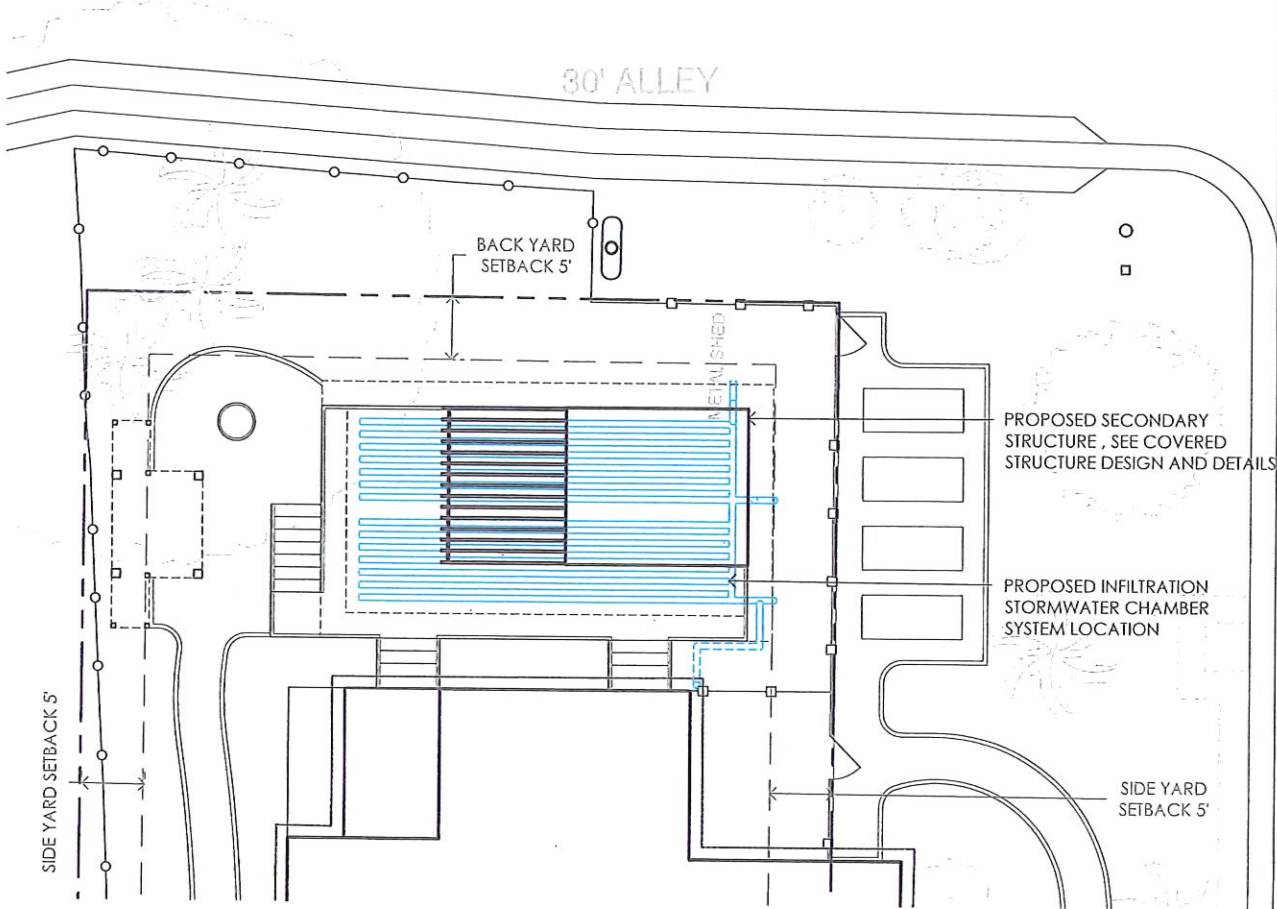 30' ALLEY
BACK YARD
SETBACK 5'
METAL SHED
PROPOSED SECONDARY
STRUCTURE , SEE COVERED
STRUCTURE DESIGN AND DETAILS
PROPOSED INFILTRATION
STORMWATER CHAMBER
SYSTEM LOCATION
SIDE YARD SETBACK 5'
SIDE YARD
SETBACK 5'